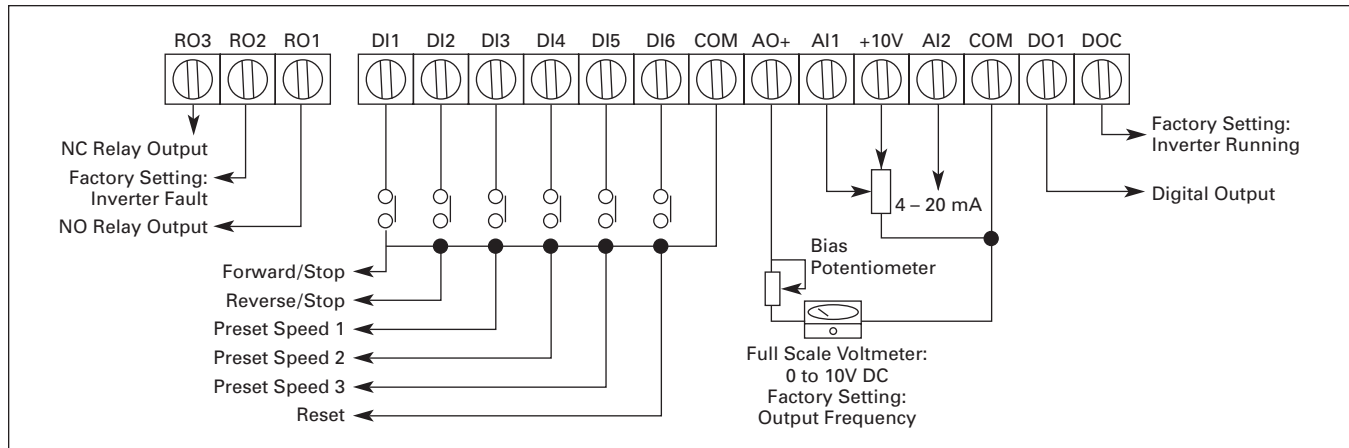 RO3 RO2 RO1 DI1 DI2 DI3 DI4 DI5 DI6 COM AO+ AI1 +10V AI2 COM DO1 DOC
NC Relay Output
Factory Setting:
Inverter Fault
NO Relay Output
Forward/Stop
Reverse/Stop
Preset Speed 1
Preset Speed 2
Preset Speed 3
Reset
Bias
Potentiometer
4 – 20 mA
Full Scale Voltmeter:
0 to 10V DC
Factory Setting:
Output Frequency
Factory Setting:
Inverter Running
Digital Output